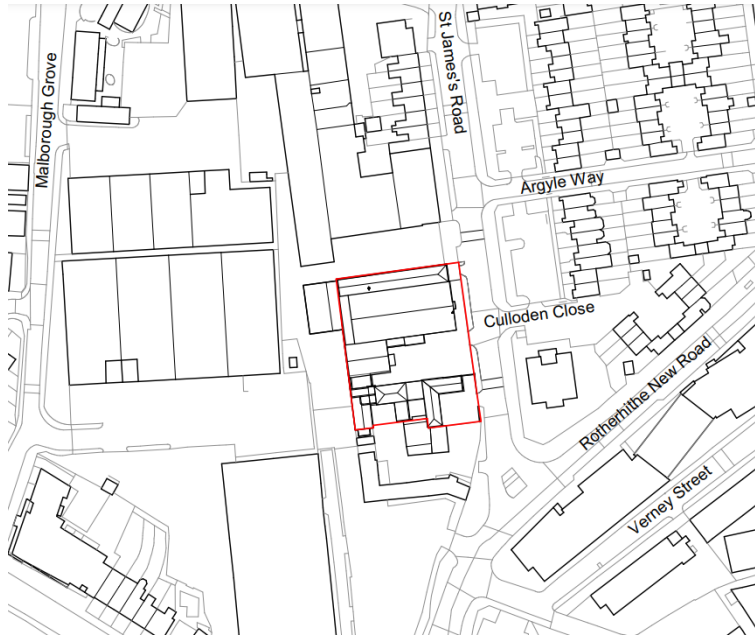 St James's Road
Malborough Grove
Argyle Way
Culloden Close
Rotherhithe New Road
Verney Street